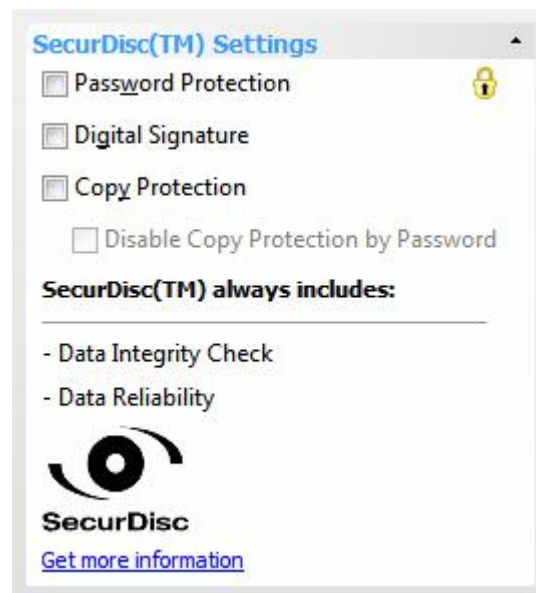 SecurDisc(TM) Settings
Password Protection
Digital Signature
Copy Protection
Disable Copy Protection by Password
SecurDisc(TM) always includes:
- Data Integrity Check
- Data Reliability
SecurDisc
Get more information